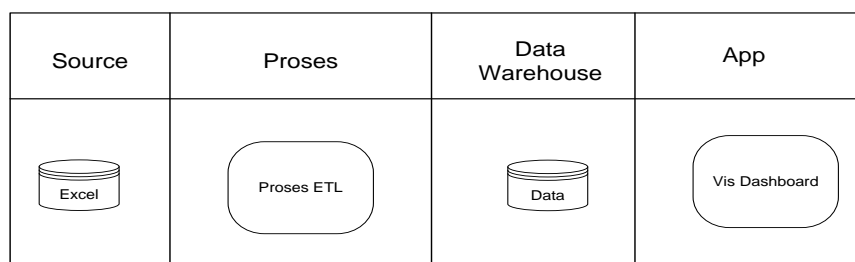 Source
Proses
Data
Warehouse
App
Excel
Proses ETL
Data
Vis Dashboard